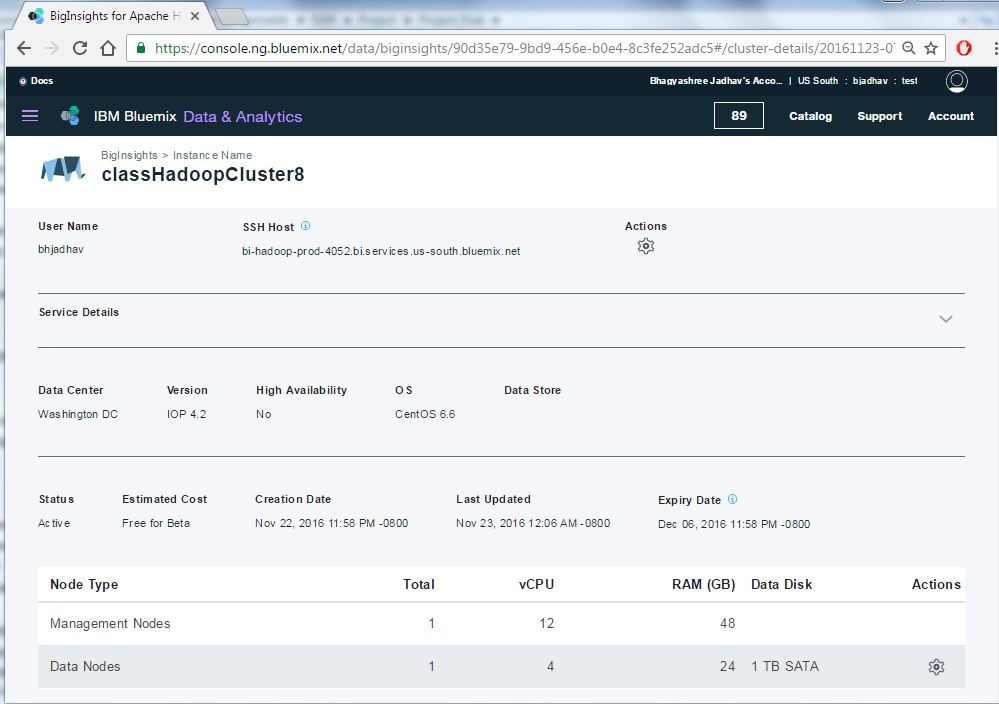 BigInsights for Apache H
https://console.ng.bluemix.net/data/biginsights/90d35e79-9bd9-456e-b0e4-8c3fe252adc5#/cluster-details/20161123-0
Docs
Bhagyashree Jadhav's Acco... | US South : bjadhav : test
IBM Bluemix Data & Analytics
89 Catalog Support Account
BigInsights > Instance Name
classHadoopCluster8
User Name SSH Host Actions
bhjadhav bi-hadoop-prod-4052.bi.services.us-south.bluemix.net
Service Details
Data Center Version High Availability OS Data Store
Washington DC IOP 4.2 No CentOS 6.6
Status Estimated Cost Creation Date Last Updated Expiry Date
Active Free for Beta Nov 22, 2016 11:58 PM -0800 Nov 23, 2016 12:06 AM -0800 Dec 06, 2016 11:58 PM -0800
Node Type Total vCPU RAM (GB) Data Disk Actions
Management Nodes 1 12 48
Data Nodes 1 4 24 1 TB SATA